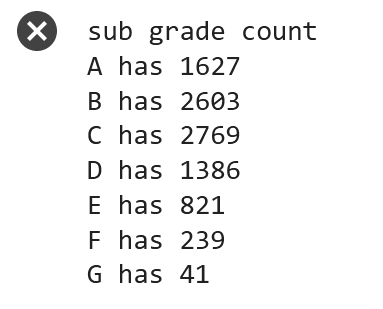 sub grade count
A has 1627
B has 2603
C has 2769
D has 1386
E has 821
F has 239
G has 41